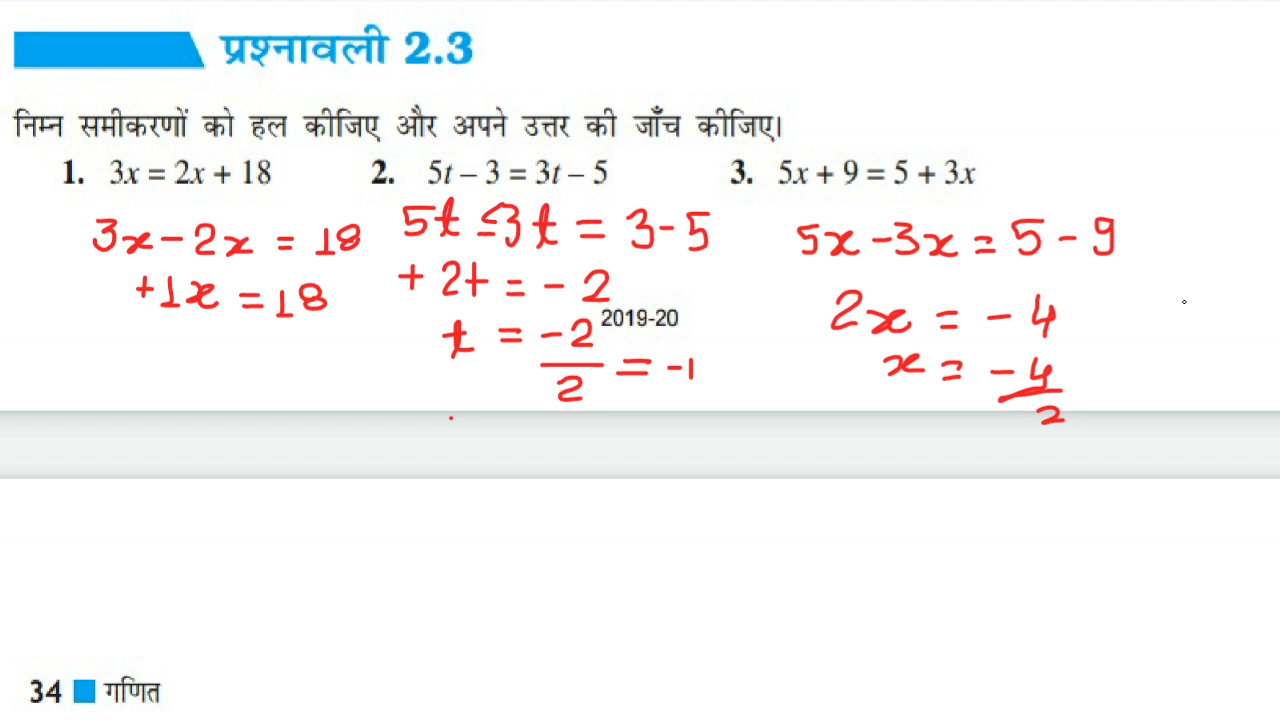 प्रश्नावली 2.3
निम्न समीकरणों को हल कीजिए और अपने उत्तर की जाँच कीजिए।
1. 3x = 2x + 18 2. 5t – 3 = 3t – 5 3. 5x + 9 = 5 + 3x
3x - 2x = 18
+1x = 18
5t - 3t = 3 - 5
+ 2t = - 2
t = -2/2 = -1
2019-20
5x - 3x = 5 - 9
2x = - 4
x = -4/2
34 गणित